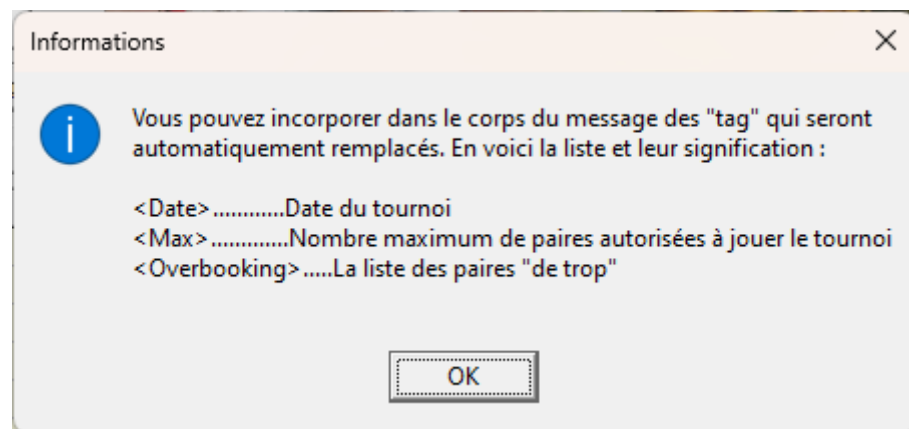 Informations
Vous pouvez incorporer dans le corps du message des "tag" qui seront
automatiquement remplacés. En voici la liste et leur signification :
<Date>............Date du tournoi
<Max>.............Nombre maximum de paires autorisées à jouer le tournoi
<Overbooking>.....La liste des paires "de trop"
OK